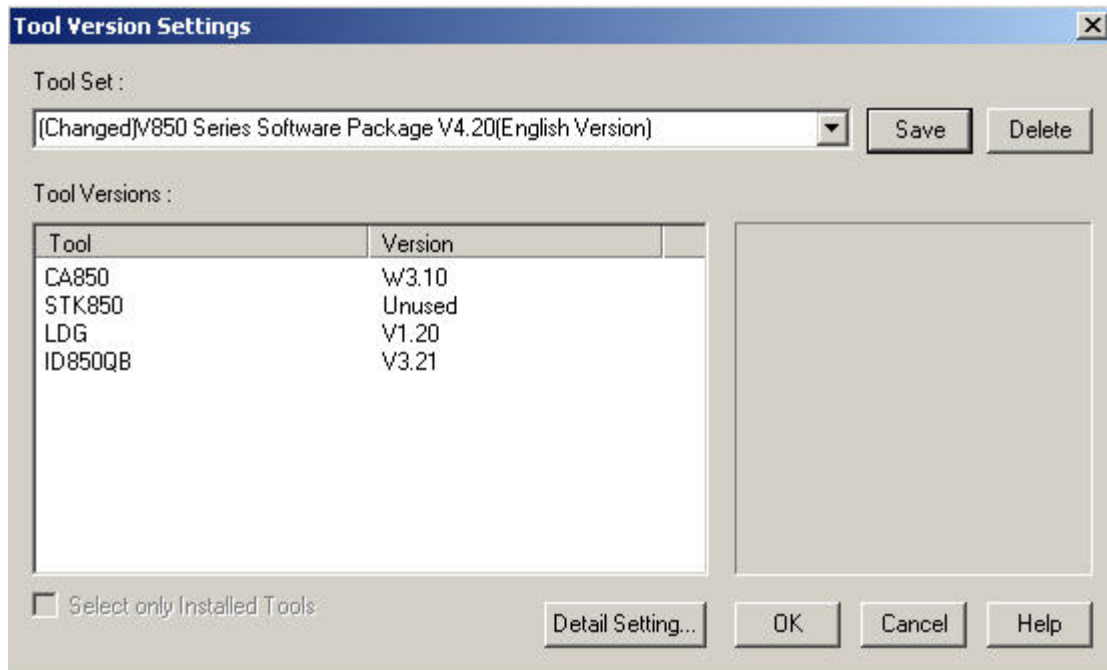 Tool Version Settings
Tool Set :
(Changed)V850 Series Software Package V4.20(English Version)
Save
Delete
Tool Versions :
Tool Version
CA850 W3.10
STK850 Unused
LDG V1.20
ID850QB V3.21
Select only Installed Tools
Detail Setting...
OK
Cancel
Help